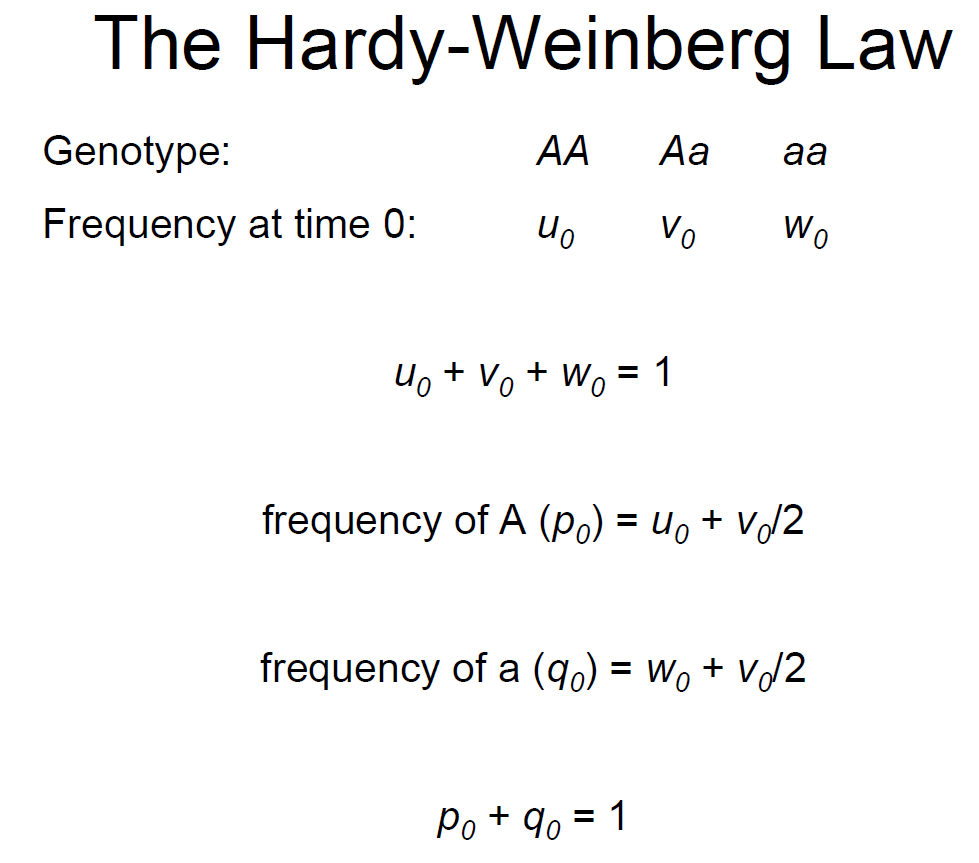 The Hardy-Weinberg Law
Genotype: AA Aa aa
Frequency at time 0: u₀ v₀ w₀
u₀ + v₀ + w₀ = 1
frequency of A (p₀) = u₀ + v₀/2
frequency of a (q₀) = w₀ + v₀/2
p₀ + q₀ = 1